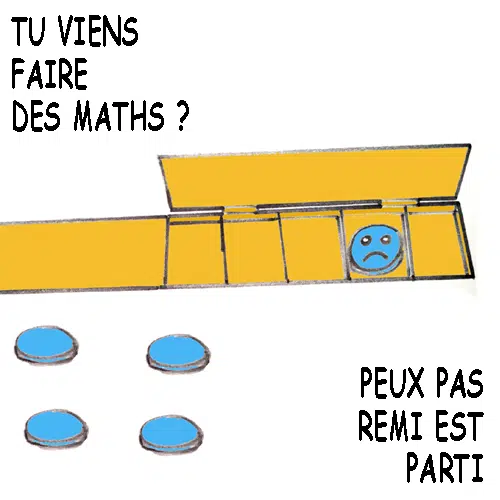 TU VIENS
FAIRE
DES MATHS ?
PEUX PAS
REMI EST
PARTI